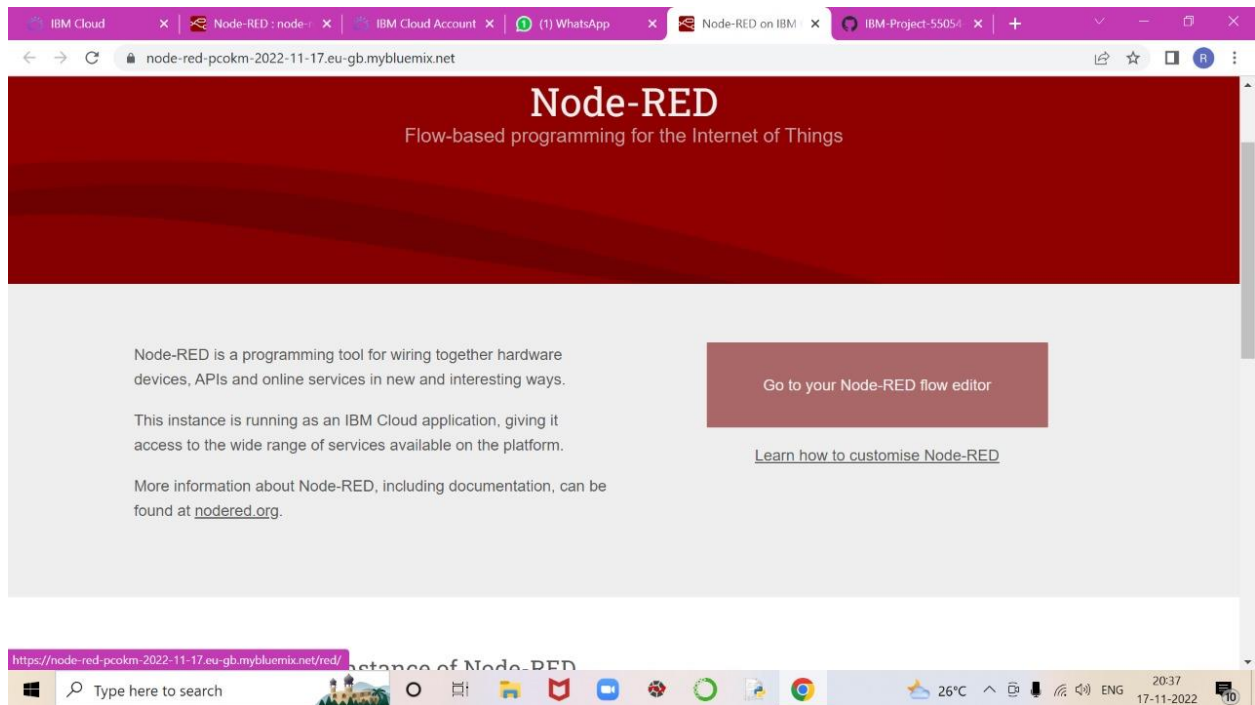 IBM Cloud
Node-RED : node-r
IBM Cloud Account
(1) WhatsApp
Node-RED on IBM
IBM-Project-55054
node-red-pcokm-2022-11-17.eu-gb.mybluemix.net
R
Node-RED
Flow-based programming for the Internet of Things
Node-RED is a programming tool for wiring together hardware
devices, APIs and online services in new and interesting ways.
This instance is running as an IBM Cloud application, giving it
access to the wide range of services available on the platform.
More information about Node-RED, including documentation, can be
found at nodered.org.
Go to your Node-RED flow editor
Learn how to customise Node-RED
https://node-red-pcokm-2022-11-17.eu-gb.mybluemix.net/red/
nstance of Node-RED
Type here to search
26°C
ENG
20:37
17-11-2022
10